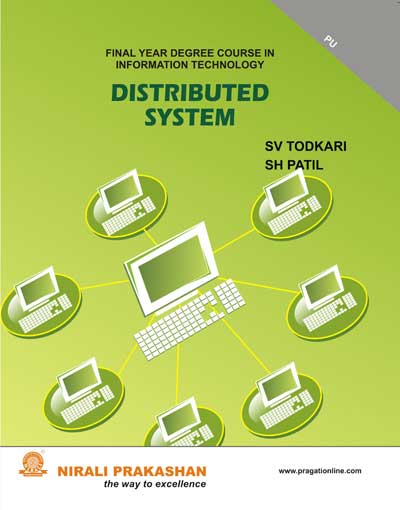 PU
FINAL YEAR DEGREE COURSE IN
INFORMATION TECHNOLOGY
DISTRIBUTED
SYSTEM
SV TODKARI
SH PATIL
NIRALI PRAKASHAN
the way to excellence
www.pragationline.com